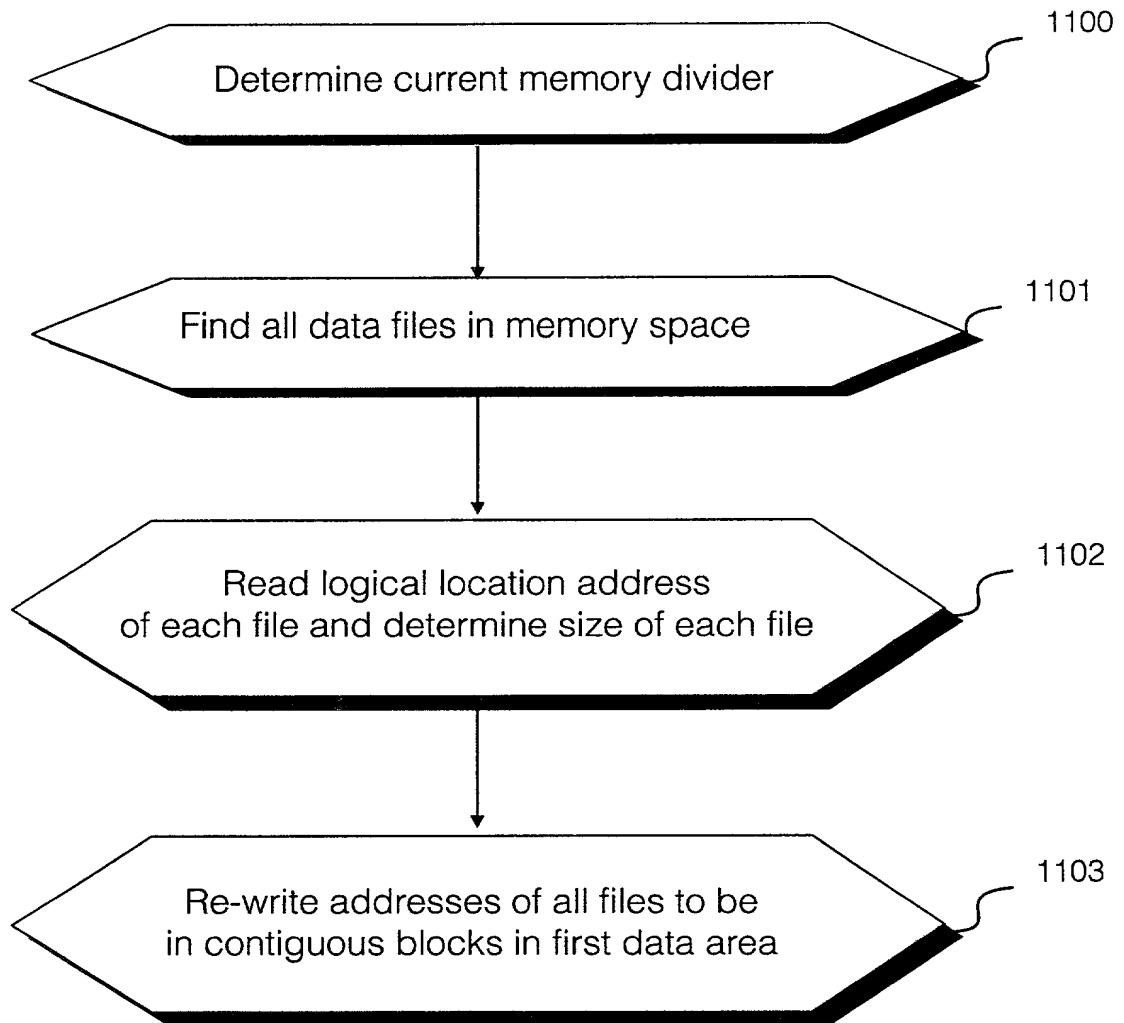 1100
Determine current memory divider
1101
Find all data files in memory space
1102
Read logical location address
of each file and determine size of each file
1103
Re-write addresses of all files to be
in contiguous blocks in first data area